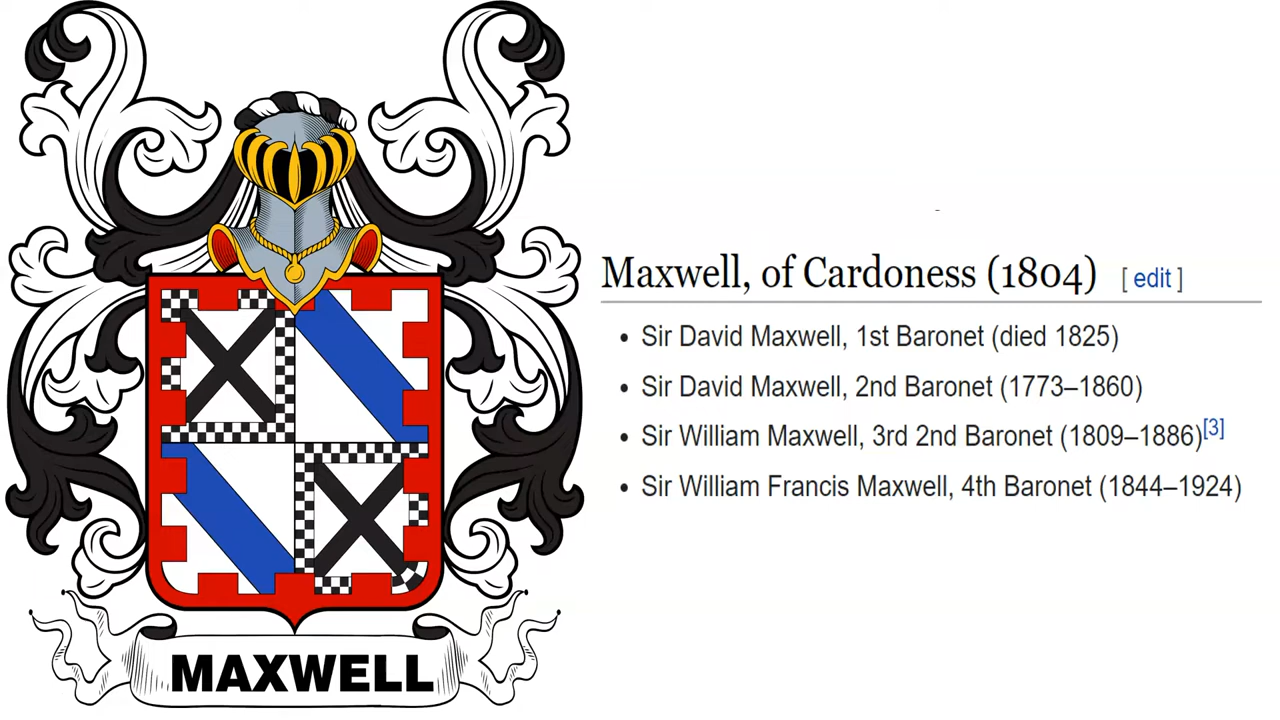 Maxwell, of Cardoness (1804) [ edit ]
• Sir David Maxwell, 1st Baronet (died 1825)
• Sir David Maxwell, 2nd Baronet (1773–1860)
• Sir William Maxwell, 3rd 2nd Baronet (1809–1886)[3]
• Sir William Francis Maxwell, 4th Baronet (1844–1924)
MAXWELL